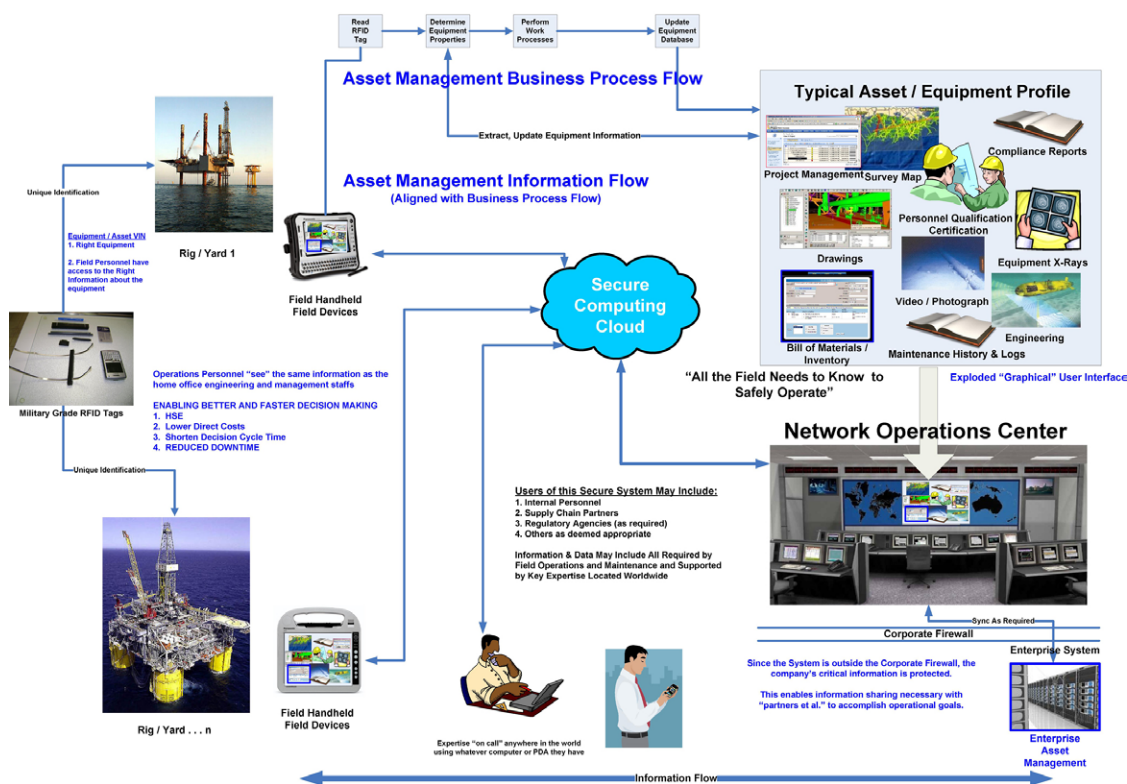 Read
RFID
Tag
Determine
Equipment
Properties
Perform
Work
Processes
Update
Equipment
Database
Asset Management Business Process Flow
Extract, Update Equipment Information
Asset Management Information Flow
(Aligned with Business Process Flow)
Typical Asset / Equipment Profile
Project Management
Survey Map
Compliance Reports
Personnel Qualification /
Certification
Drawings
Equipment X-Rays
Video / Photograph
Engineering
Bill of Materials /
Inventory
Maintenance History & Logs
Unique Identification
Rig / Yard 1
Equipment / Asset VIN
1. Right Equipment
2. Field Personnel have
access to the Right
Information about the
equipment
Field Handheld
Field Devices
Secure
Computing
Cloud
"All the Field Needs to Know to
Safely Operate"
Exploded "Graphical" User Interface
Military Grade RFID Tags
Operations Personnel "see" the same information as the
home office engineering and management staffs
ENABLING BETTER AND FASTER DECISION MAKING
1. HSE
2. Lower Direct Costs
3. Shorten Decision Cycle Time
4. REDUCED DOWNTIME
Unique Identification
Network Operations Center
Users of this Secure System May Include:
1. Internal Personnel
2. Supply Chain Partners
3. Regulatory Agencies (as required)
4. Others as deemed appropriate
Information & Data May Include All Required by
Field Operations and Maintenance and Supported
by Key Expertise Located Worldwide
Sync As Required
Corporate Firewall
Enterprise System
Since the System is outside the Corporate Firewall, the
company's critical information is protected.
This enables information sharing necessary with
"partners et al." to accomplish operational goals.
Rig / Yard . . . n
Field Handheld
Field Devices
Expertise "on call" anywhere in the world
using whatever computer or PDA they have
Enterprise
Asset
Management
Information Flow